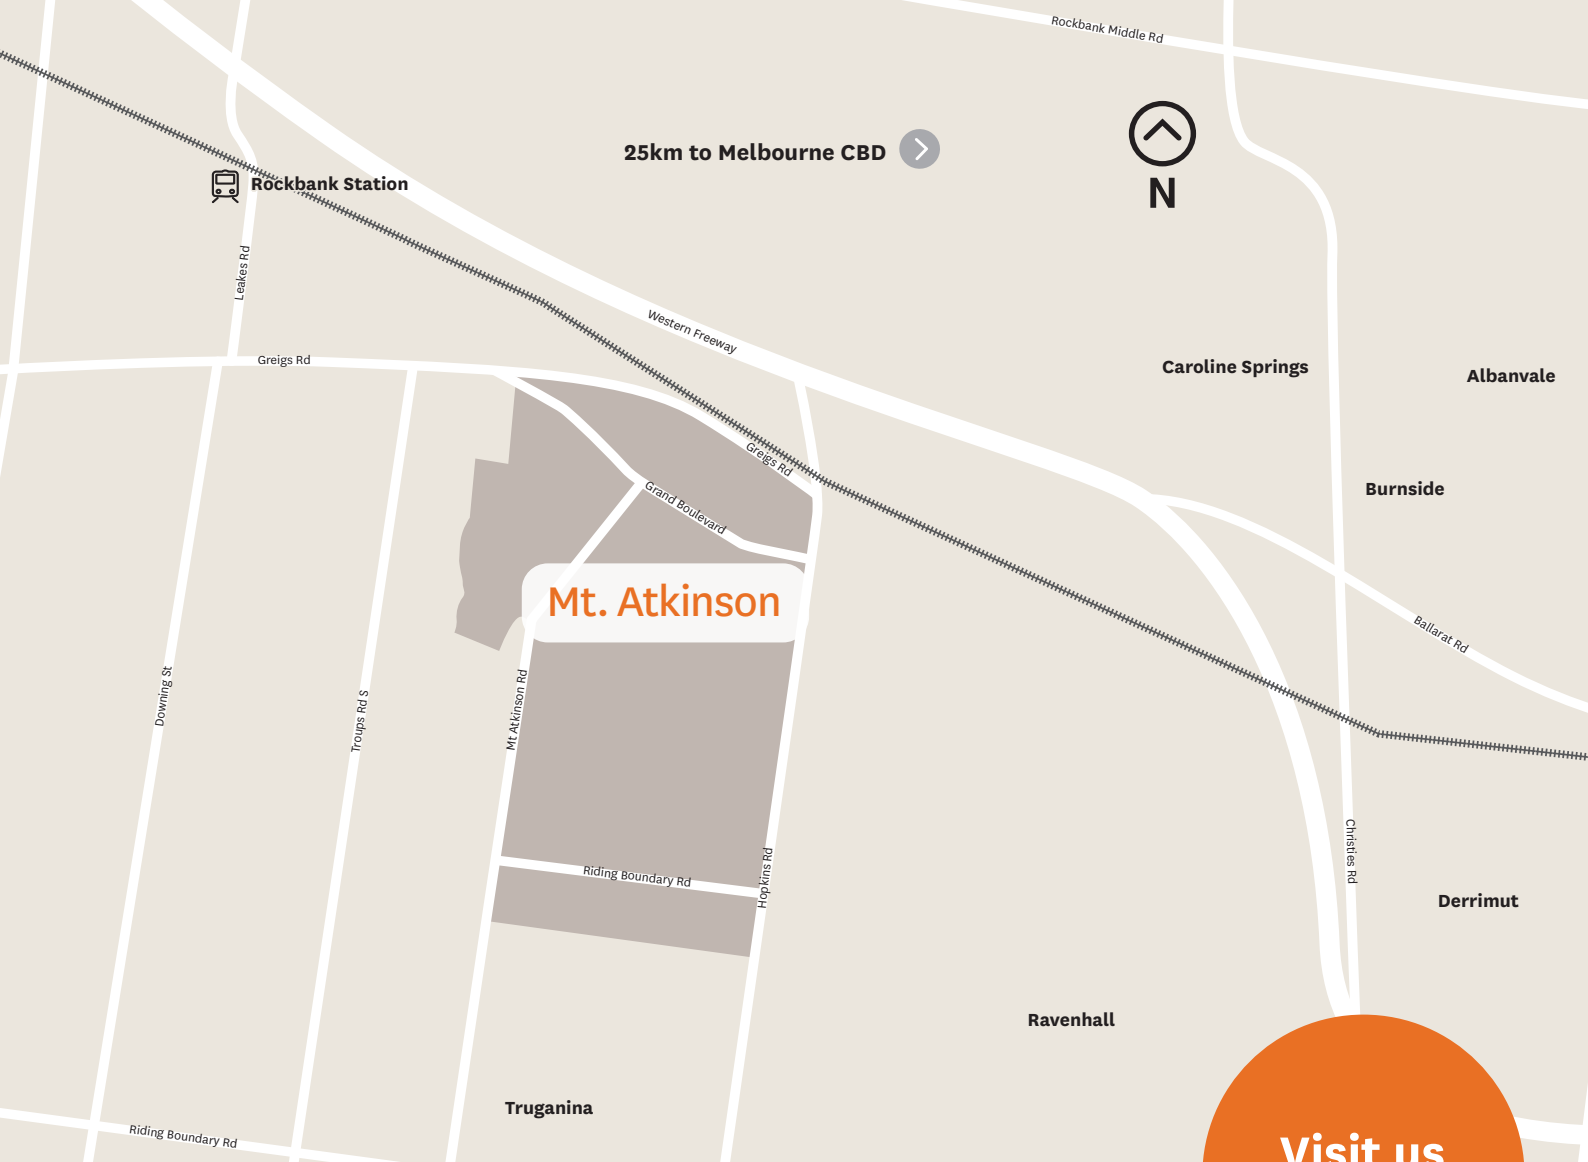 Rockbank Middle Rd
25km to Melbourne CBD
N
Rockbank Station
Leakes Rd
Western Freeway
Greigs Rd
Caroline Springs
Albanvale
Greigs Rd
Burnside
Grand Boulevard
Mt. Atkinson
Ballarat Rd
Downing St
Troups Rd S
Mt Atkinson Rd
Christies Rd
Riding Boundary Rd
Hopkins Rd
Derrimut
Ravenhall
Truganina
Riding Boundary Rd
Visit us